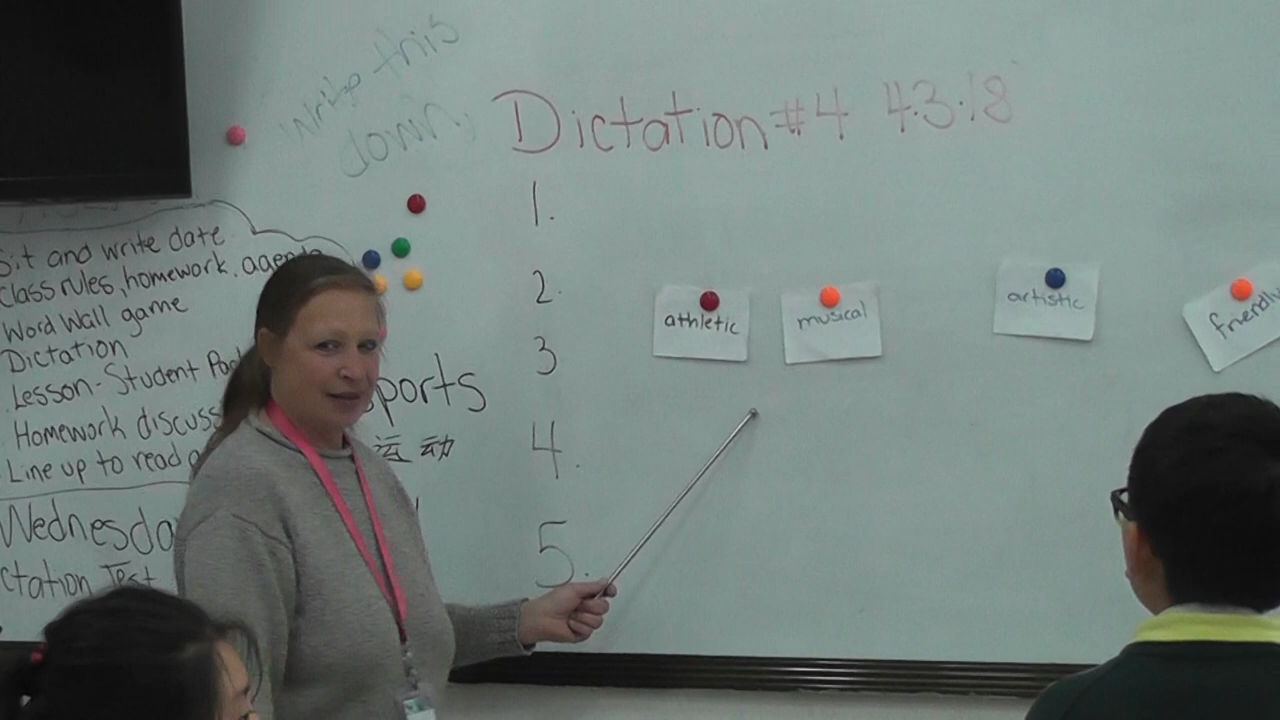 Write this
down,
Dictation #4 4.3.18
1.
2.
3
4.
5.
athletic
musical
artistic
friendly
Sit and write date
Class rules, homework, agenda
Word Wall game
Dictation
Lesson - Student
Homework
Line up to read
sports
运动
Wednesday
Dictation Test